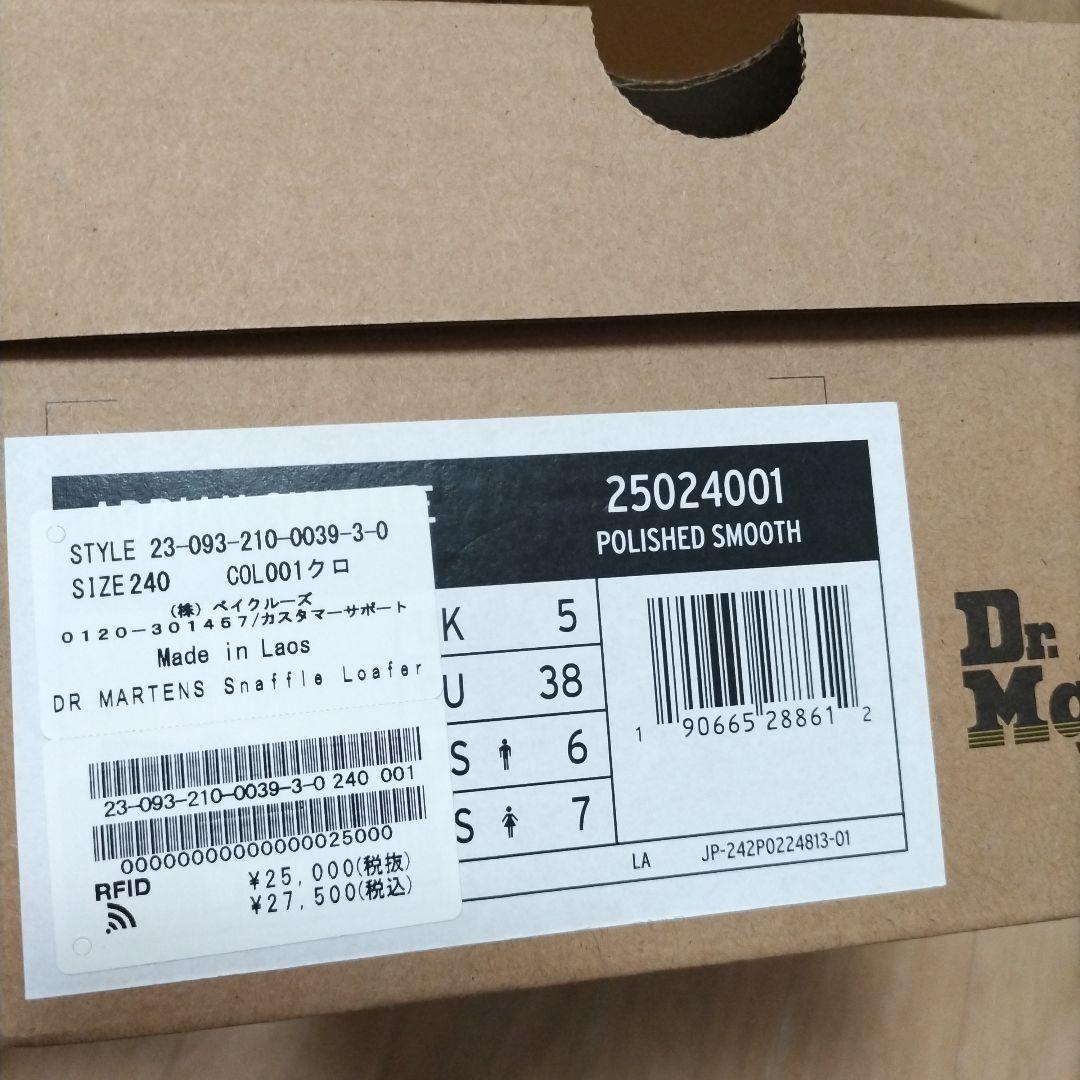 25024001
POLISHED SMOOTH
STYLE 23-093-210-0039-3-0
SIZE 240 COL001クロ
(株) ベイクルーズ
0120-301457/カスタマーサポート
Made in Laos
DR MARTENS Snaffle Loafer
23-093-210-0039-3-0 240 001
00000000000000025000
RFID
¥25,000(税抜)
¥27,500(税込)
K 5
U 38
S 6
S 7
1 90665 28861 2
LA JP-242P0224813-01
Dr.